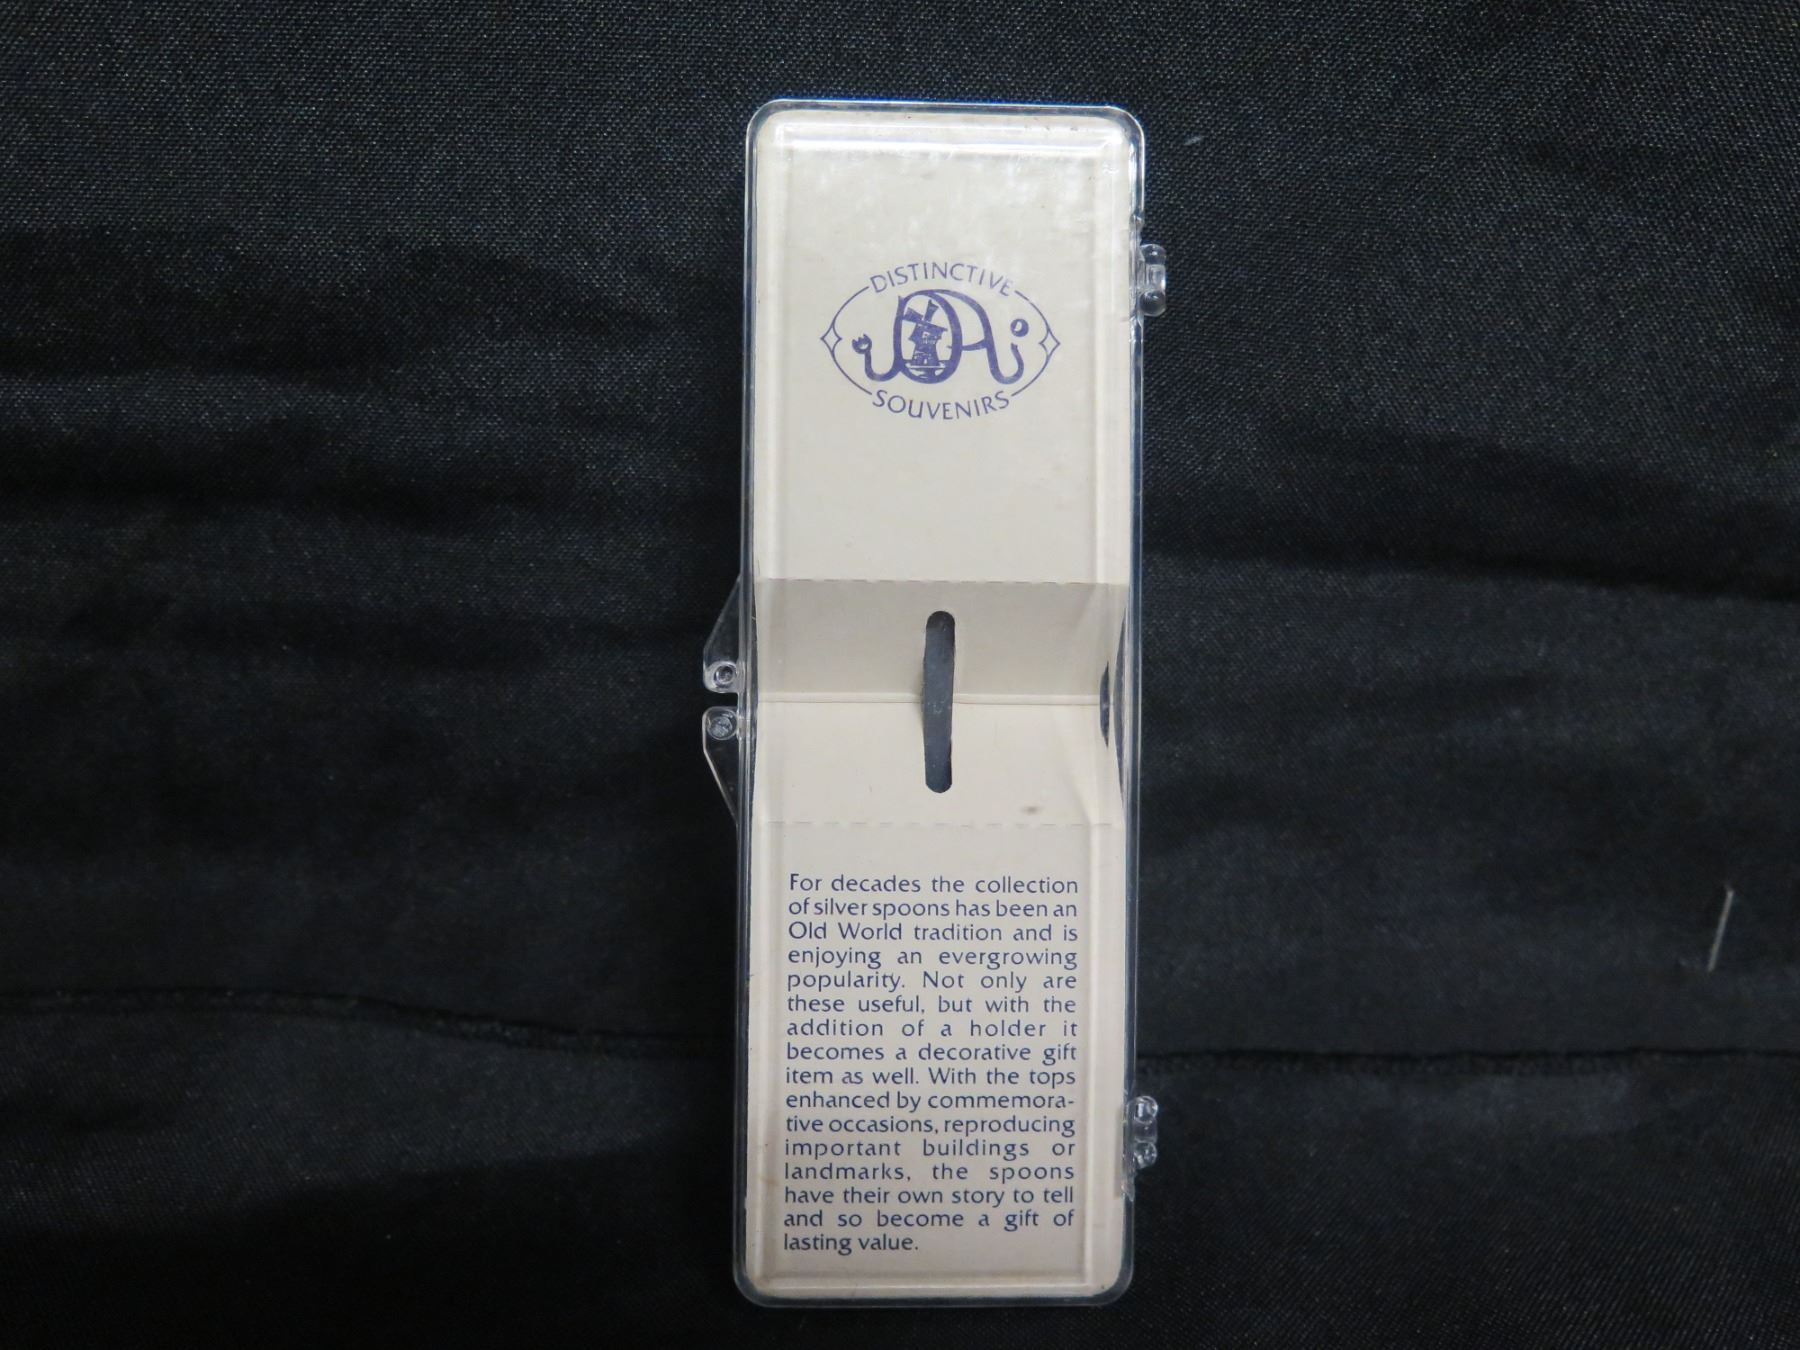 DISTINCTIVE
SOUVENIRS
For decades the collection
of silver spoons has been an
Old World tradition and is
enjoying an evergrowing
popularity. Not only are
these useful, but with the
addition of a holder it
becomes a decorative gift
item as well. With the tops
enhanced by commemora-
tive occasions, reproducing
important buildings or
landmarks, the spoons
have their own story to tell
and so become a gift of
lasting value.